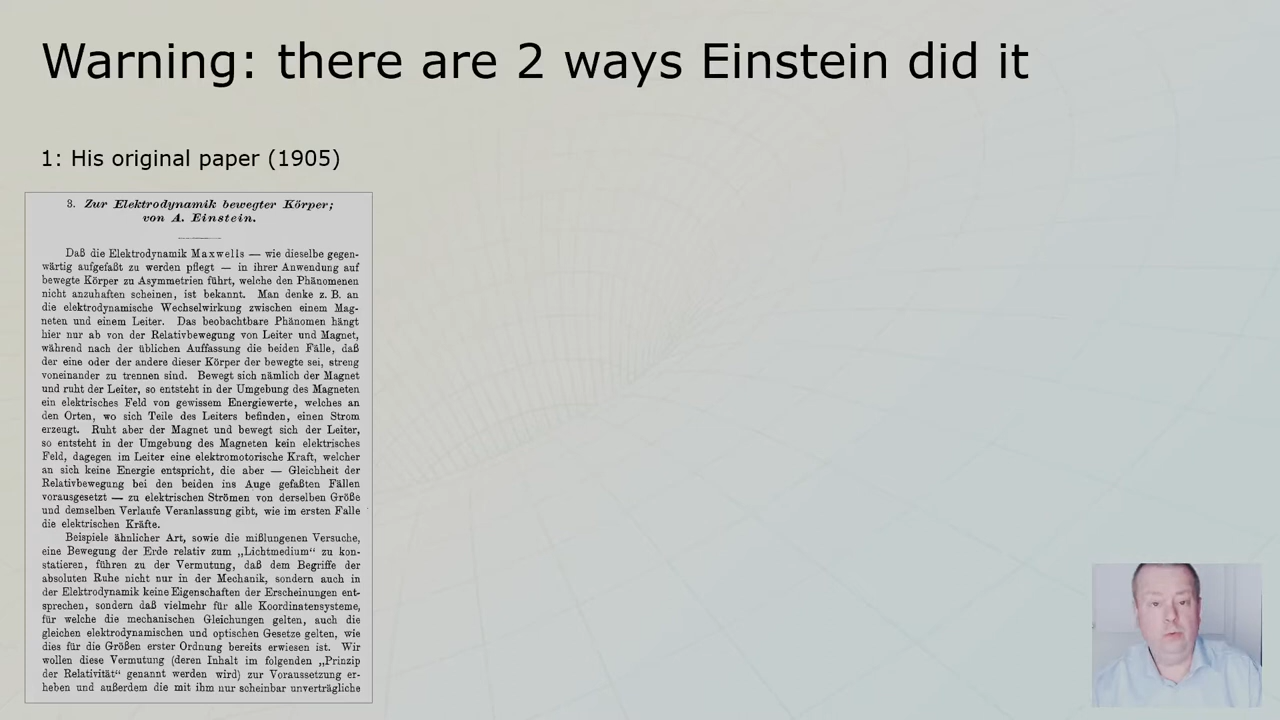 Warning: there are 2 ways Einstein did it
1: His original paper (1905)
3. Zur Elektrodynamik bewegter Körper;
von A. Einstein.
Daß die Elektrodynamik Maxwells — wie dieselbe gegen-
wärtig aufgefaßt zu werden pflegt — in ihrer Anwendung auf
bewegte Körper zu Asymmetrien führt, welche den Phänomenen
nicht anzuhaften scheinen, ist bekannt. Man denke z. B. an
die elektrodynamische Wechselwirkung zwischen einem Mag-
neten und einem Leiter. Das beobachtbare Phänomen hängt
hier nur ab von der Relativbewegung von Leiter und Magnet,
während nach der üblichen Auffassung die beiden Fälle, daß
der eine oder der andere dieser Körper der bewegte sei, streng
voneinander zu trennen sind. Bewegt sich nämlich der Magnet
und ruht der Leiter, so entsteht in der Umgebung des Magneten
ein elektrisches Feld von gewissem Energiewerte, welches an
den Orten, wo sich Teile des Leiters befinden, einen Strom
erzeugt. Ruht aber der Magnet und bewegt sich der Leiter,
so entsteht in der Umgebung des Magneten kein elektrisches
Feld, dagegen im Leiter eine elektromotorische Kraft, welcher
an sich keine Energie entspricht, die aber — Gleichheit der
Relativbewegung bei den beiden ins Auge gefaßten Fällen
vorausgesetzt — zu elektrischen Strömen von derselben Größe
und demselben Verlaufe Veranlassung gibt, wie im ersten Falle
die elektrischen Kräfte.
Beispiele ähnlicher Art, sowie die mißlungenen Versuche,
eine Bewegung der Erde relativ zum „Lichtmedium“ zu kon-
statieren, führen zu der Vermutung, daß dem Begriffe der
absoluten Ruhe nicht nur in der Mechanik, sondern auch in
der Elektrodynamik keine Eigenschaften der Erscheinungen ent-
sprechen, sondern daß vielmehr für alle Koordinatensysteme,
für welche die mechanischen Gleichungen gelten, auch die
gleichen elektrodynamischen und optischen Gesetze gelten, wie
dies für die Größen erster Ordnung bereits erwiesen ist. Wir
wollen diese Vermutung (deren Inhalt im folgenden „Prinzip
der Relativität“ genannt werden wird) zur Voraussetzung er-
heben und außerdem die mit ihm nur scheinbar unverträgliche